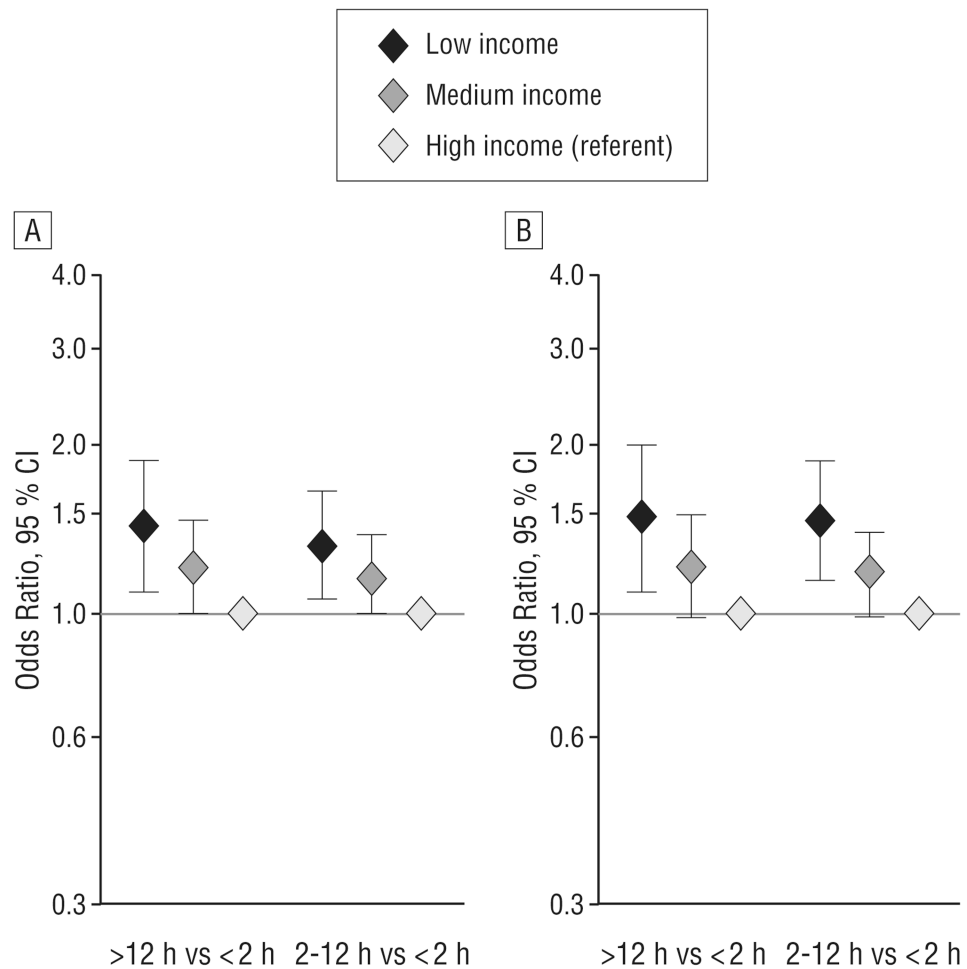 Low income
Medium income
High income (referent)
A
4.0
3.0
2.0
1.5
1.0
0.6
0.3
Odds Ratio, 95 % CI
>12 h vs <2 h 2-12 h vs <2 h
B
4.0
3.0
2.0
1.5
1.0
0.6
0.3
Odds Ratio, 95 % CI
>12 h vs <2 h 2-12 h vs <2 h